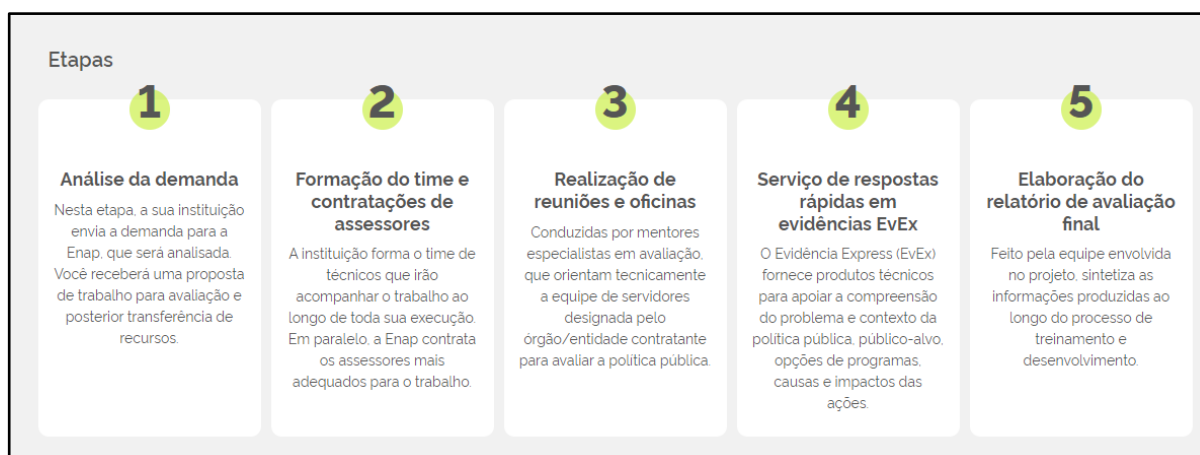 Etapas
1
Análise da demanda
Nesta etapa, a sua instituição
envia a demanda para a
Enap, que será analisada.
Você receberá uma proposta
de trabalho para avaliação e
posterior transferência de
recursos.
2
Formação do time e
contratações de
assessores
A instituição forma o time de
técnicos que irão
acompanhar o trabalho ao
longo de toda sua execução.
Em paralelo, a Enap contrata
os assessores mais
adequados para o trabalho.
3
Realização de
reuniões e oficinas
Conduzidas por mentores
especialistas em avaliação,
que orientam tecnicamente
a equipe de servidores
designada pelo
órgão/entidade contratante
para avaliar a política pública.
4
Serviço de respostas
rápidas em
evidências EvEx
O Evidência Express (EvEx)
fornece produtos técnicos
para apoiar a compreensão
do problema e contexto da
política pública, público-alvo,
opções de programas,
causas e impactos das
ações.
5
Elaboração do
relatório de avaliação
final
Feito pela equipe envolvida
no projeto, sintetiza as
informações produzidas ao
longo do processo de
treinamento e
desenvolvimento.